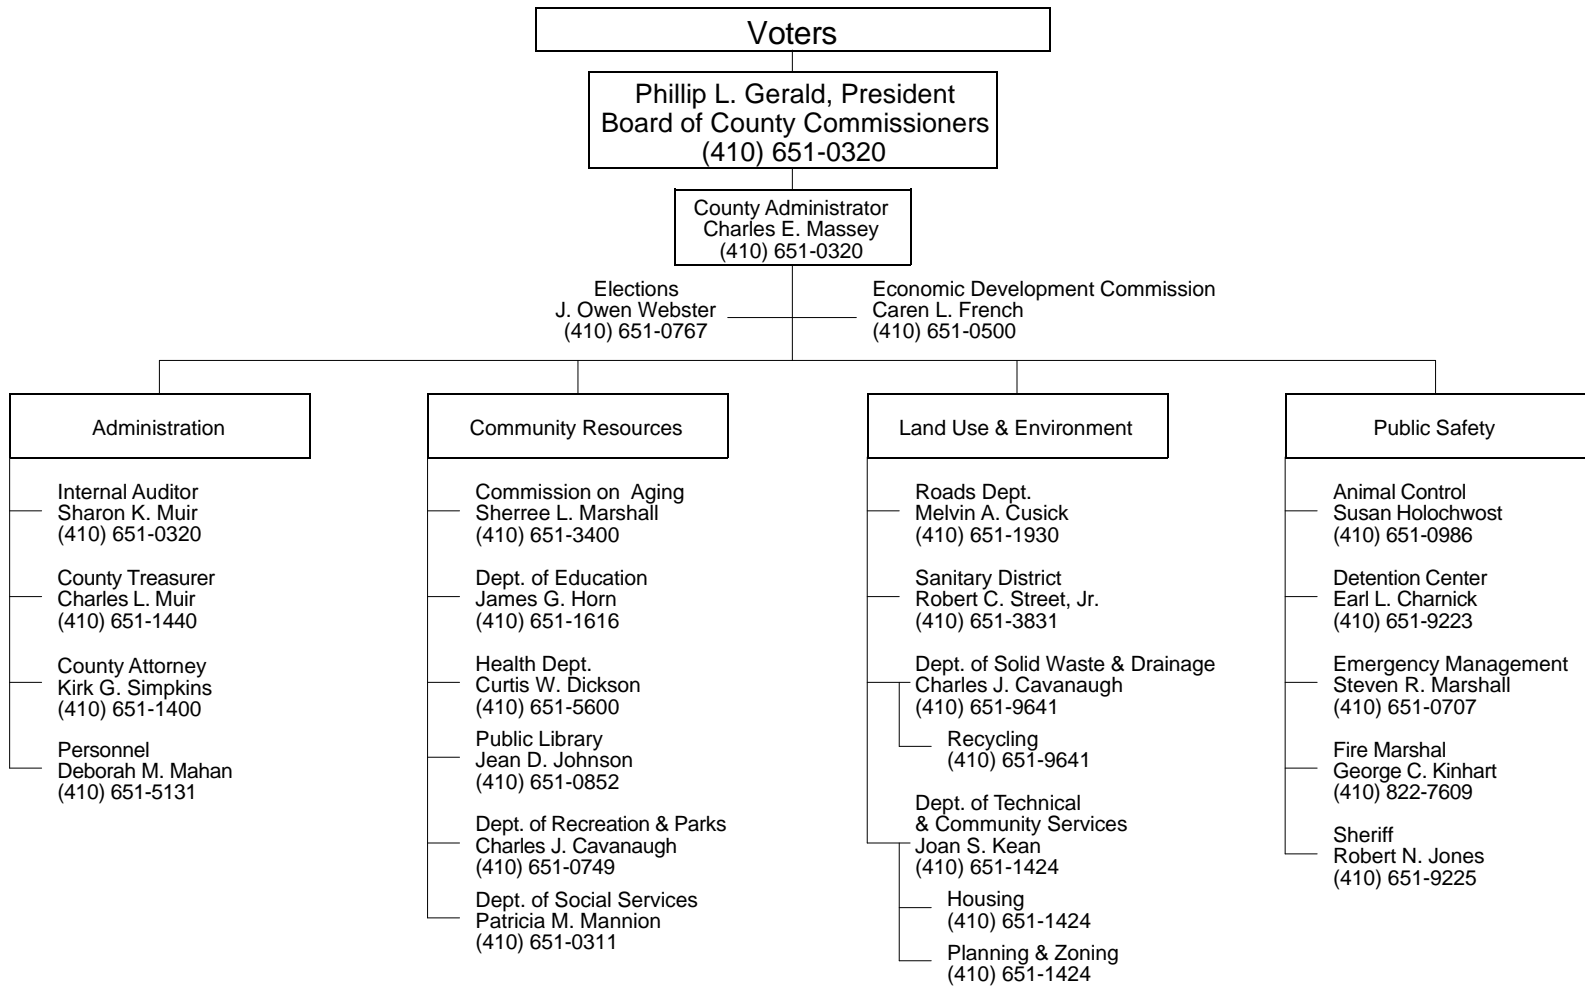 Voters
Phillip L. Gerald, President
Board of County Commissioners
(410) 651-0320
County Administrator
Charles E. Massey
(410) 651-0320
Elections
J. Owen Webster
(410) 651-0767
Economic Development Commission
Caren L. French
(410) 651-0500
Administration
Internal Auditor
Sharon K. Muir
(410) 651-0320
County Treasurer
Charles L. Muir
(410) 651-1440
County Attorney
Kirk G. Simpkins
(410) 651-1400
Personnel
Deborah M. Mahan
(410) 651-5131
Community Resources
Commission on Aging
Sherree L. Marshall
(410) 651-3400
Dept. of Education
James G. Horn
(410) 651-1616
Health Dept.
Curtis W. Dickson
(410) 651-5600
Public Library
Jean D. Johnson
(410) 651-0852
Dept. of Recreation & Parks
Charles J. Cavanaugh
(410) 651-0749
Dept. of Social Services
Patricia M. Mannion
(410) 651-0311
Land Use & Environment
Roads Dept.
Melvin A. Cusick
(410) 651-1930
Sanitary District
Robert C. Street, Jr.
(410) 651-3831
Dept. of Solid Waste & Drainage
Charles J. Cavanaugh
(410) 651-9641
Recycling
(410) 651-9641
Dept. of Technical
& Community Services
Joan S. Kean
(410) 651-1424
Housing
(410) 651-1424
Planning & Zoning
(410) 651-1424
Public Safety
Animal Control
Susan Holochwost
(410) 651-0986
Detention Center
Earl L. Charnick
(410) 651-9223
Emergency Management
Steven R. Marshall
(410) 651-0707
Fire Marshal
George C. Kinhart
(410) 822-7609
Sheriff
Robert N. Jones
(410) 651-9225